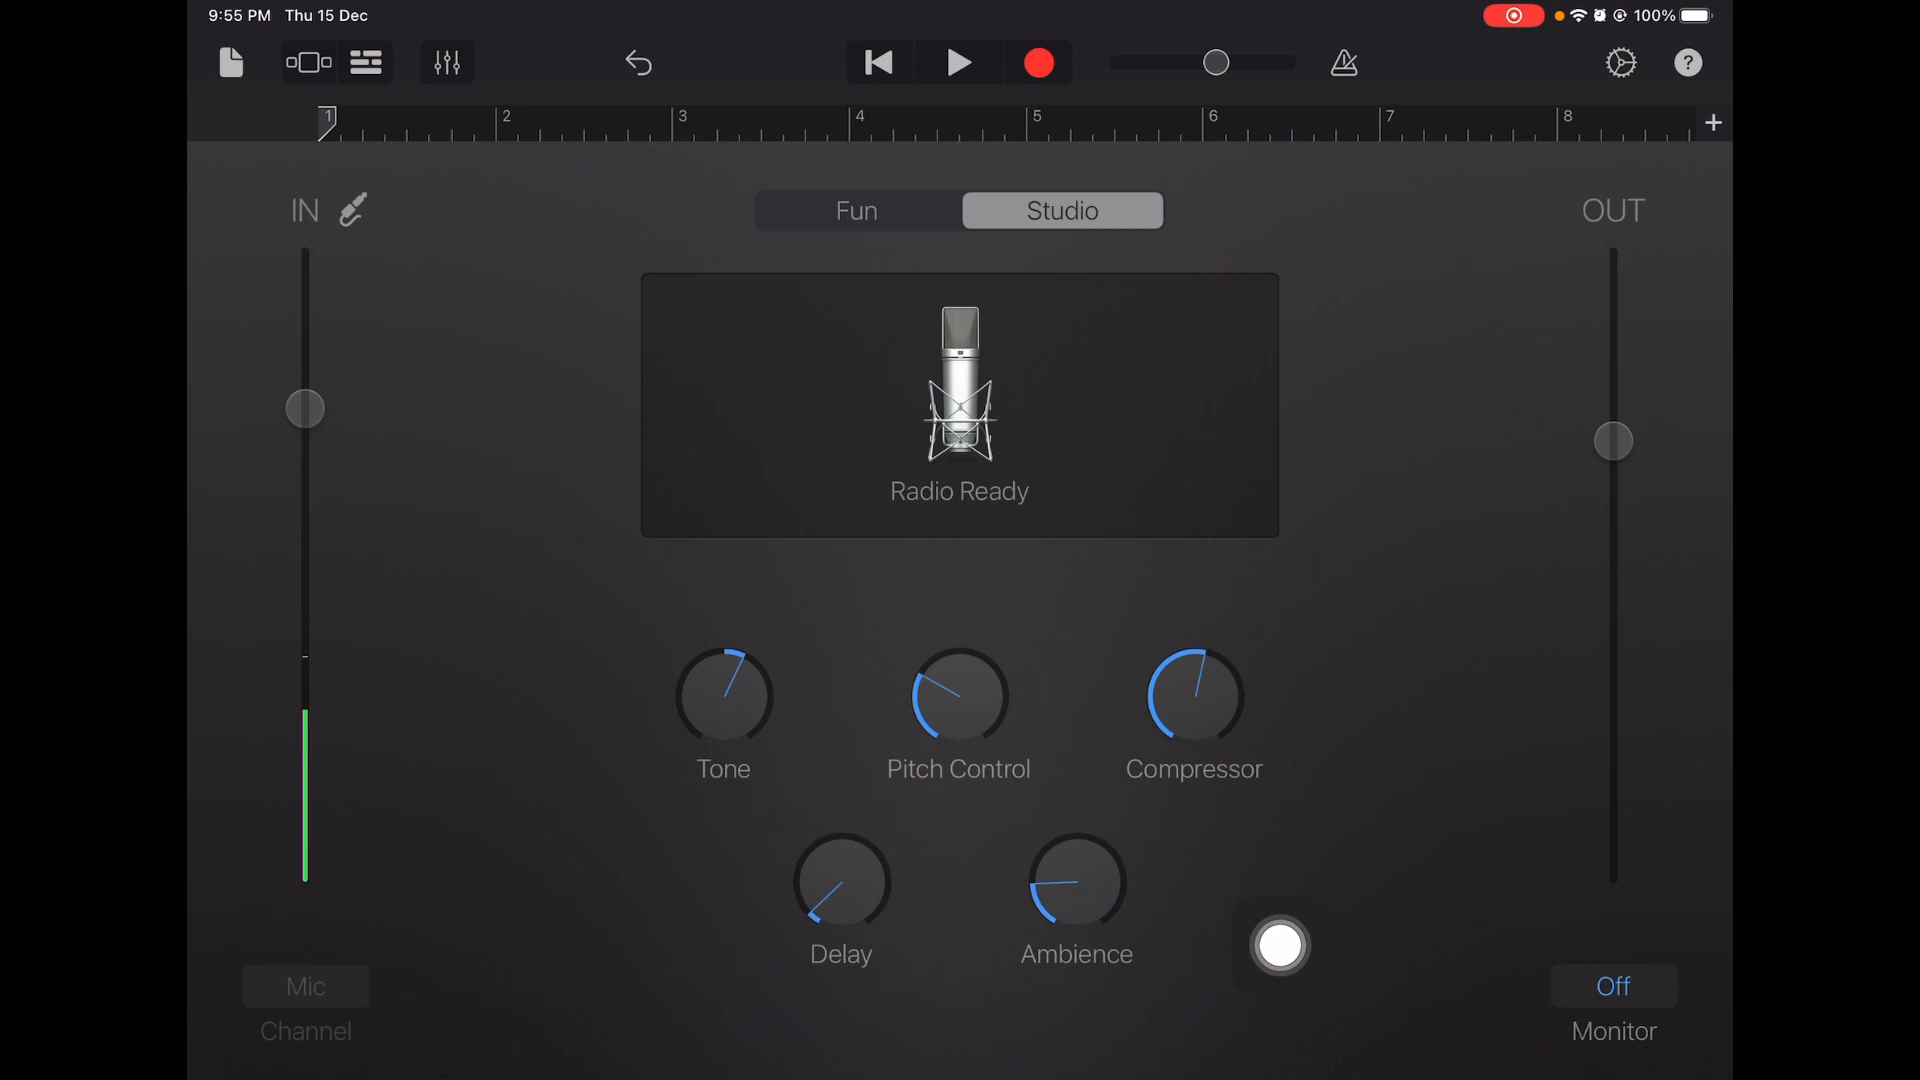 9:55 PM Thu 15 Dec
100%
?
1 2 3 4 5 6 7 8 +
IN
Fun Studio
OUT
Radio Ready
Tone Pitch Control Compressor
Delay Ambience
Mic
Off
Channel
Monitor